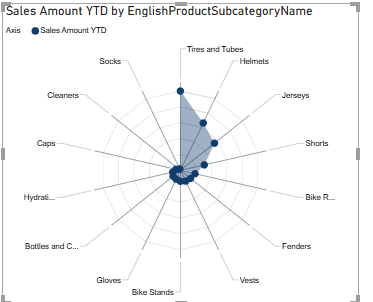 Sales Amount YTD by EnglishProductSubcategoryName
Axis Sales Amount YTD
Tires and Tubes
Socks Helmets
Cleaners Jerseys
Caps Shorts
Hydrati... Bike R...
Bottles and C... Fenders
Gloves Vests
Bike Stands